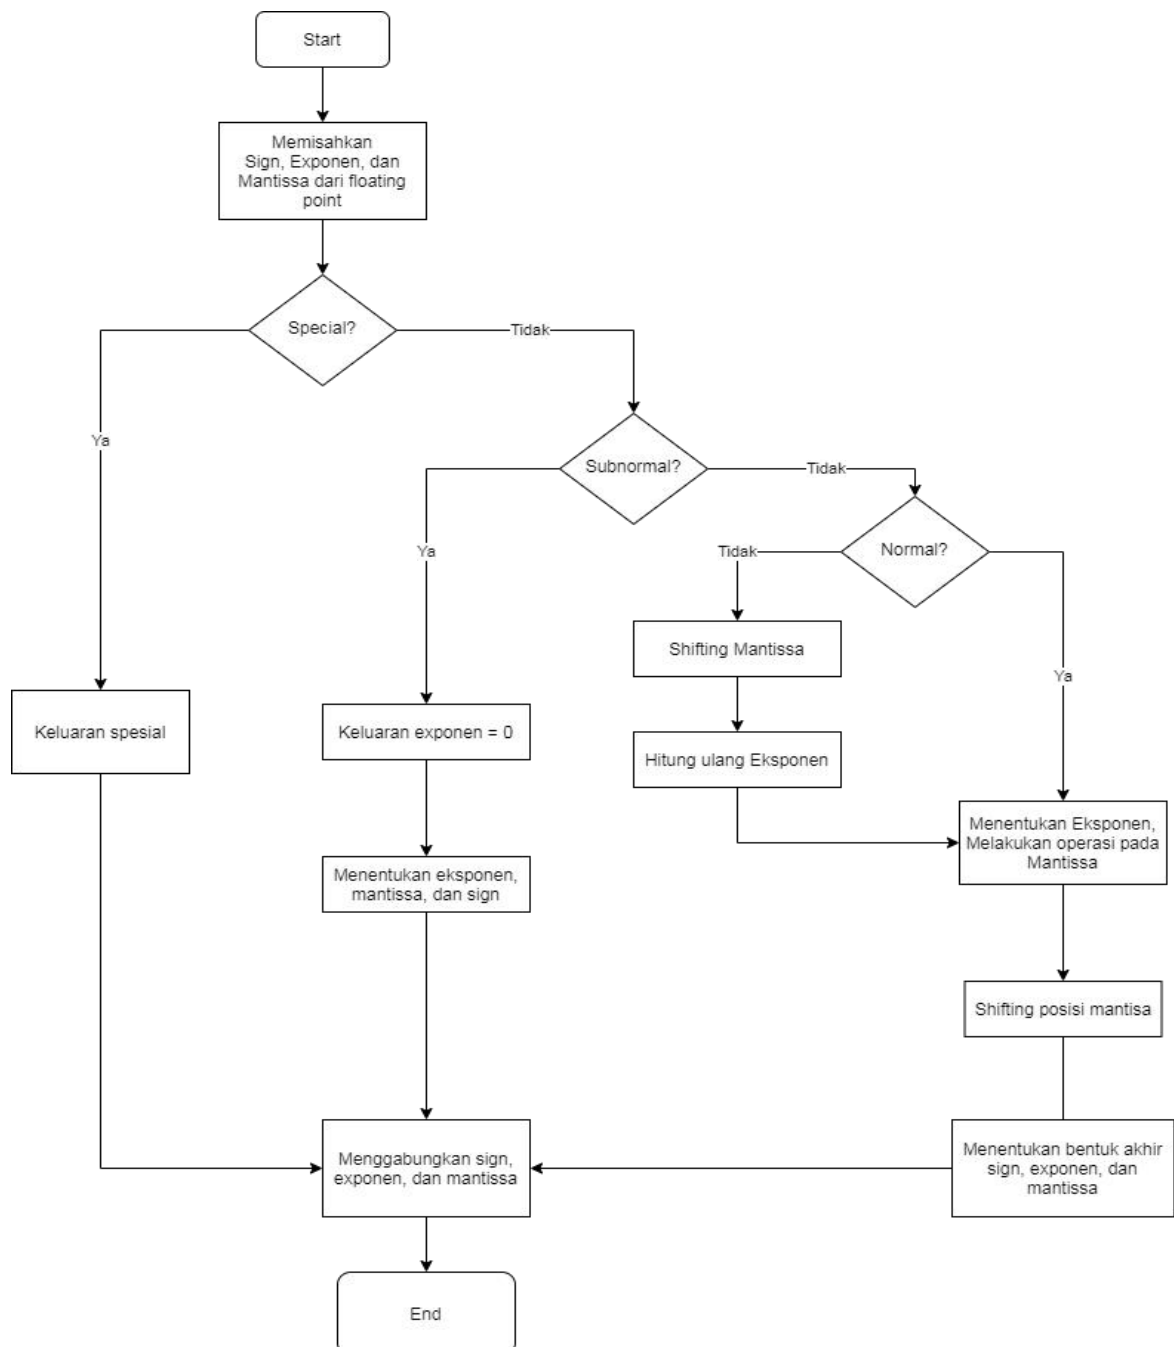 Start
Memisahkan
Sign, Exponen, dan
Mantissa dari floating
point
Special?
Tidak
Ya
Subnormal?
Tidak
Ya
Normal?
Tidak
Ya
Shifting Mantissa
Keluaran spesial
Keluaran exponen = 0
Hitung ulang Eksponen
Menentukan Eksponen,
Melakukan operasi pada
Mantissa
Menentukan eksponen,
mantissa, dan sign
Shifting posisi mantisa
Menggabungkan sign,
exponen, dan mantissa
Menentukan bentuk akhir
sign, exponen, dan
mantissa
End